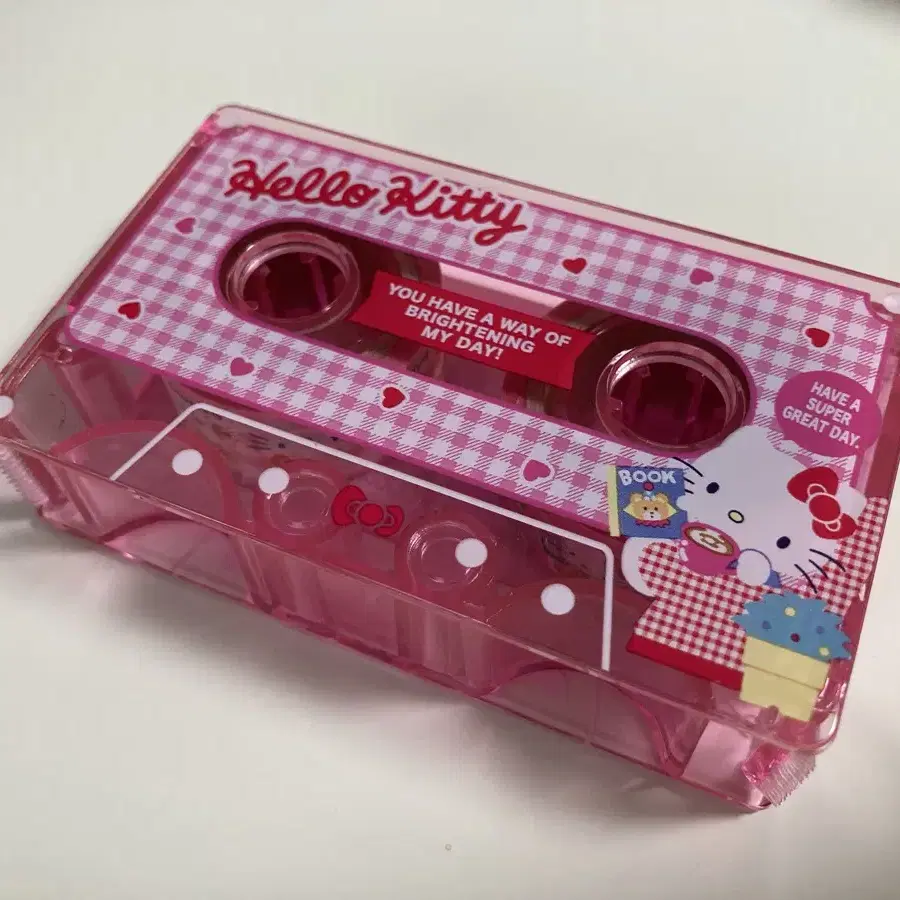 Hello Kitty
YOU HAVE A WAY OF
BRIGHTENING
MY DAY!
HAVE A
SUPER
GREAT DAY.
BOOK